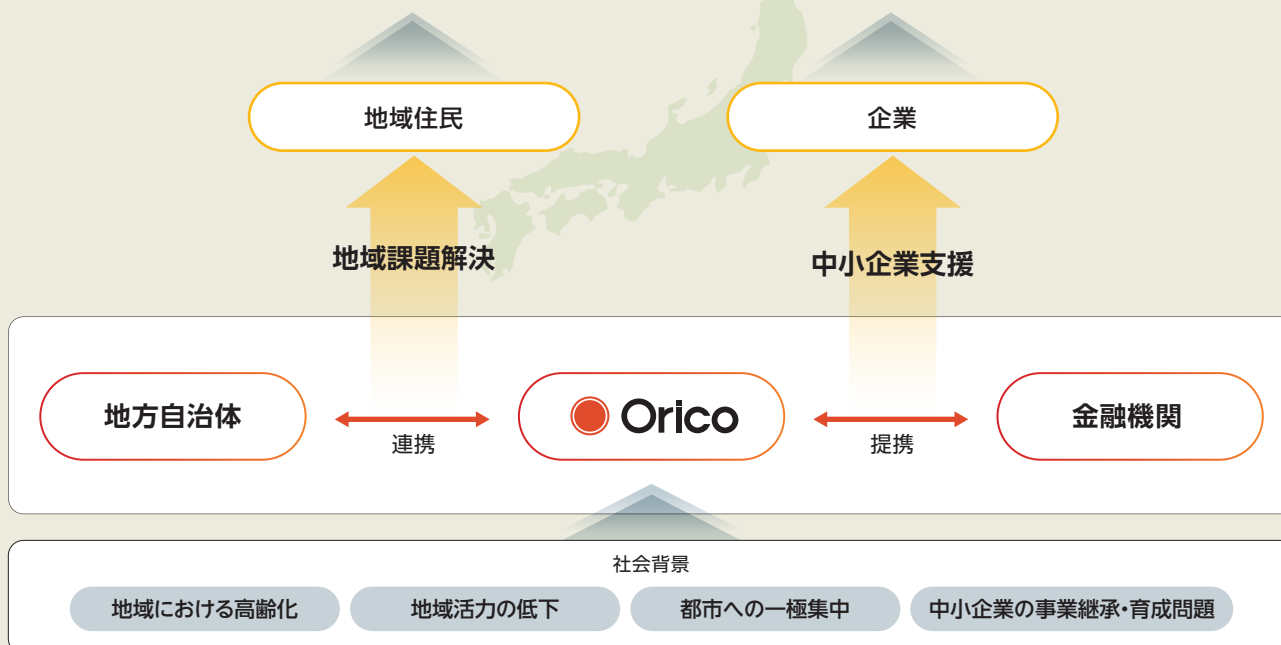 地域住民
企業
地域課題解決
中小企業支援
地方自治体
連携
Orico
提携
金融機関
社会背景
地域における高齢化
地域活力の低下
都市への一極集中
中小企業の事業継承・育成問題